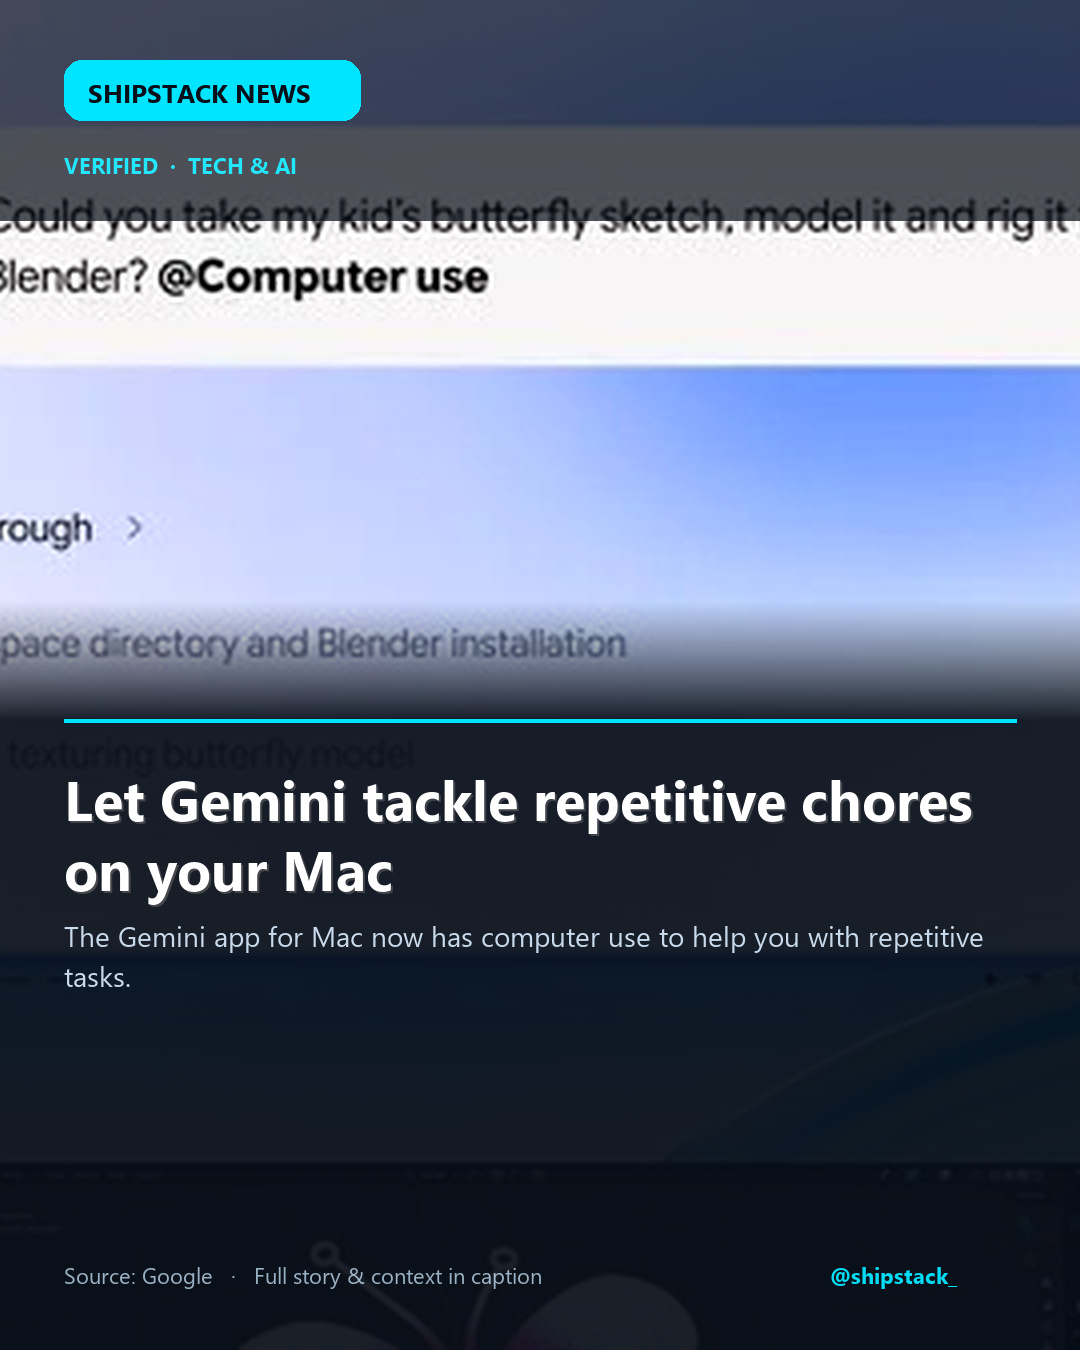 SHIPSTACK NEWS
VERIFIED · TECH & AI
Could you take my kid's butterfly sketch, model it and rig it
Blender? @Computer use
rough >
pace directory and Blender installation
texturing butterfly model
Let Gemini tackle repetitive chores
on your Mac
The Gemini app for Mac now has computer use to help you with repetitive
tasks.
Source: Google · Full story & context in caption
@shipstack_